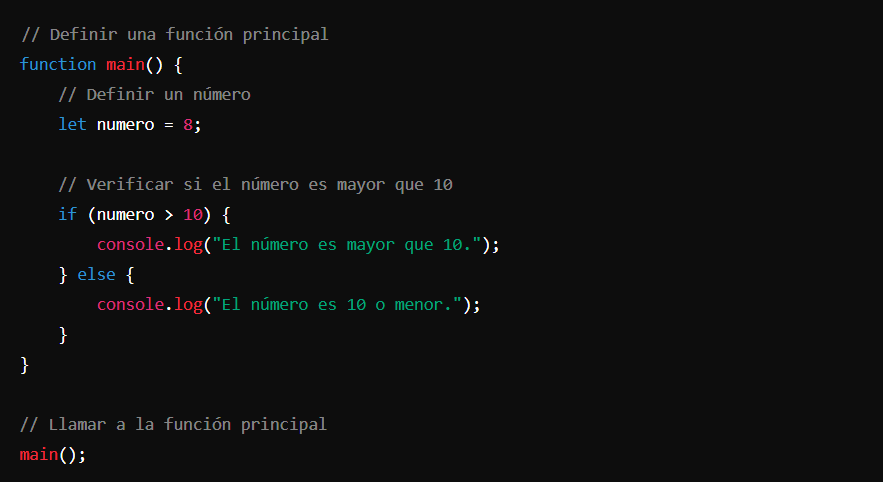 // Definir una función principal
function main() {
    // Definir un número
    let numero = 8;

    // Verificar si el número es mayor que 10
    if (numero > 10) {
        console.log("El número es mayor que 10.");
    } else {
        console.log("El número es 10 o menor.");
    }
}

// Llamar a la función principal
main();